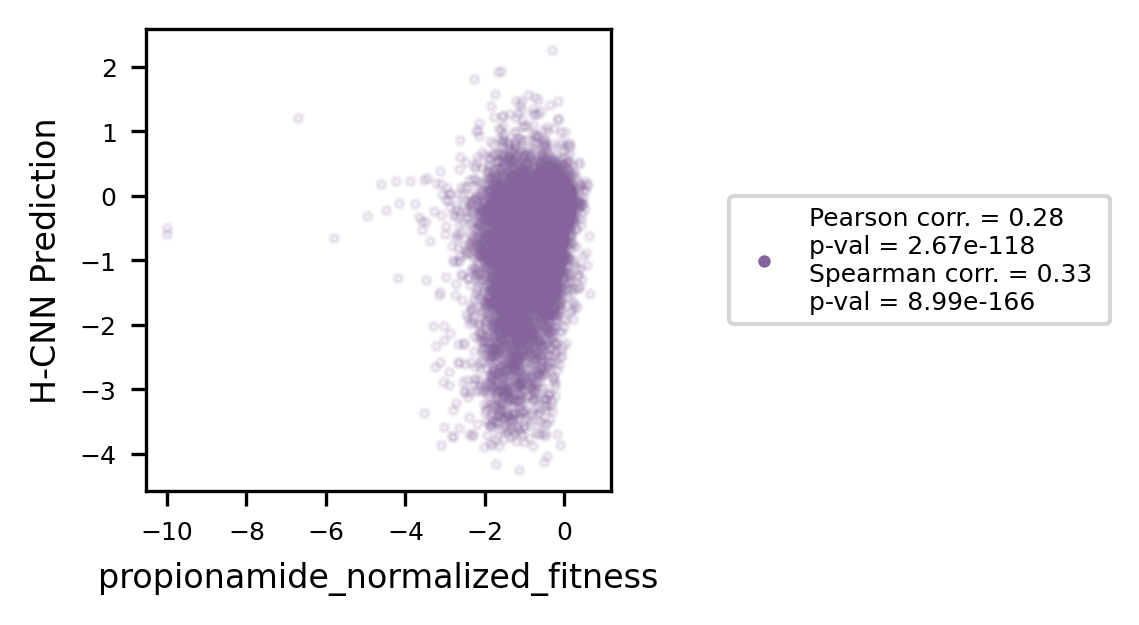 2
1
0
−1
−2
−3
−4
H-CNN Prediction
−10 −8 −6 −4 −2 0
propionamide_normalized_fitness
Pearson corr. = 0.28
p-val = 2.67e-118
Spearman corr. = 0.33
p-val = 8.99e-166